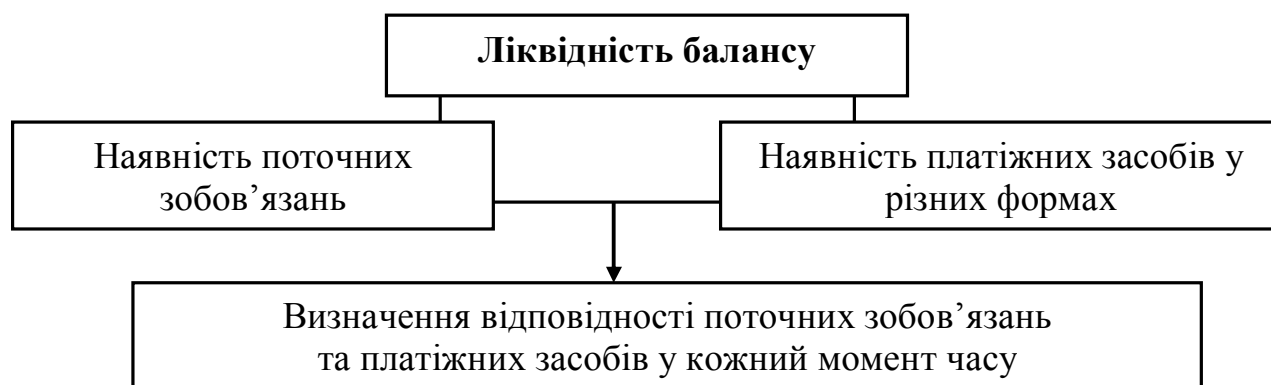 Ліквідність балансу
Наявність поточних
зобов’язань
Наявність платіжних засобів у
різних формах
Визначення відповідності поточних зобов’язань
та платіжних засобів у кожний момент часу